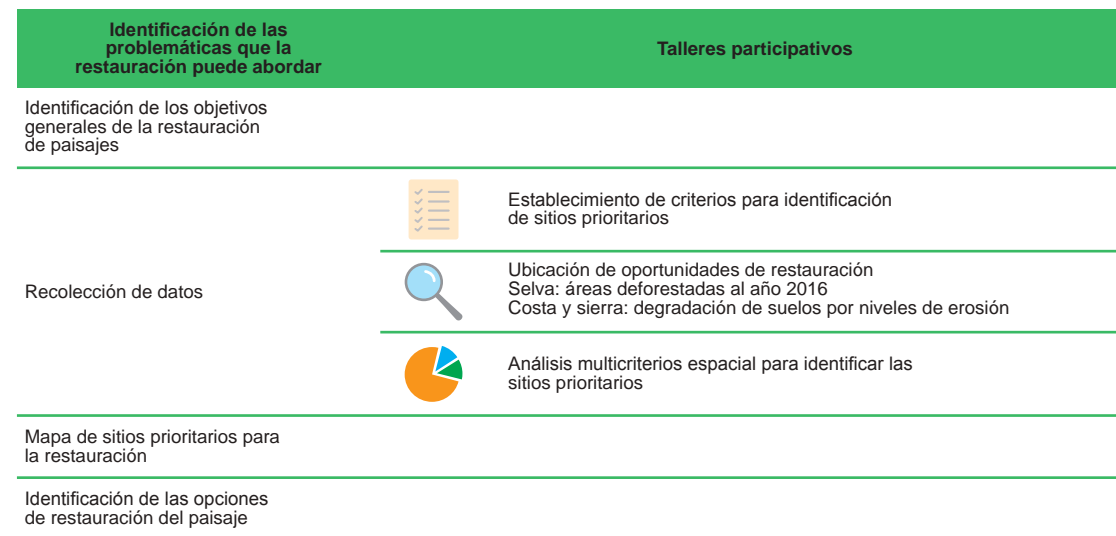 Identificación de las
problemáticas que la
restauración puede abordar
Talleres participativos
Identificación de los objetivos
generales de la restauración
de paisajes
Recolección de datos
Establecimiento de criterios para identificación
de sitios prioritarios
Ubicación de oportunidades de restauración
Selva: áreas deforestadas al año 2016
Costa y sierra: degradación de suelos por niveles de erosión
Análisis multicriterios espacial para identificar las
sitios prioritarios
Mapa de sitios prioritarios para
la restauración
Identificación de las opciones
de restauración del paisaje